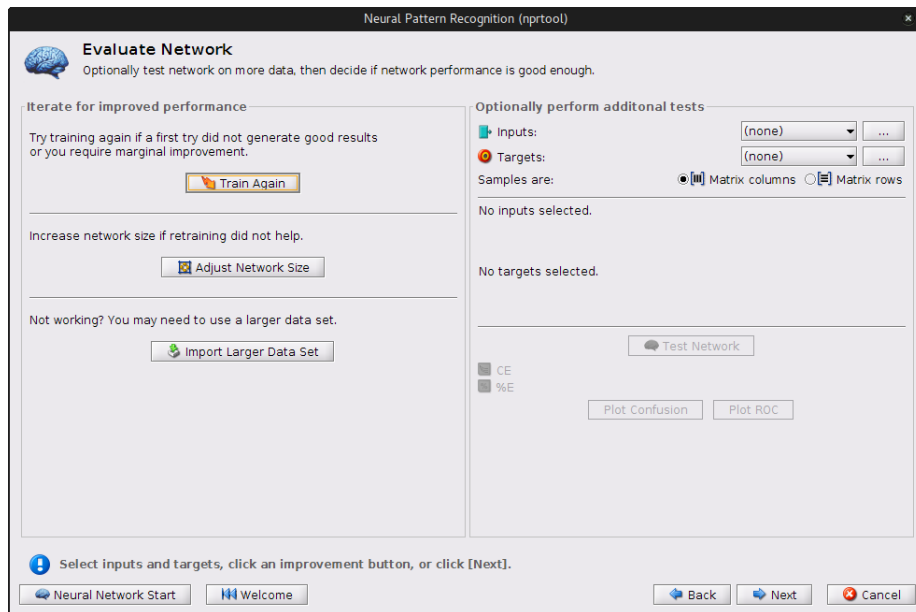 Neural Pattern Recognition (nprtool)
Evaluate Network
Optionally test network on more data, then decide if network performance is good enough.
Iterate for improved performance
Try training again if a first try did not generate good results
or you require marginal improvement.
Train Again
Increase network size if retraining did not help.
Adjust Network Size
Not working? You may need to use a larger data set.
Import Larger Data Set
Optionally perform additonal tests
Inputs: (none) ...
Targets: (none) ...
Samples are: Matrix columns Matrix rows
No inputs selected.
No targets selected.
Test Network
CE
%E
Plot Confusion Plot ROC
Select inputs and targets, click an improvement button, or click [Next].
Neural Network Start Welcome Back Next Cancel